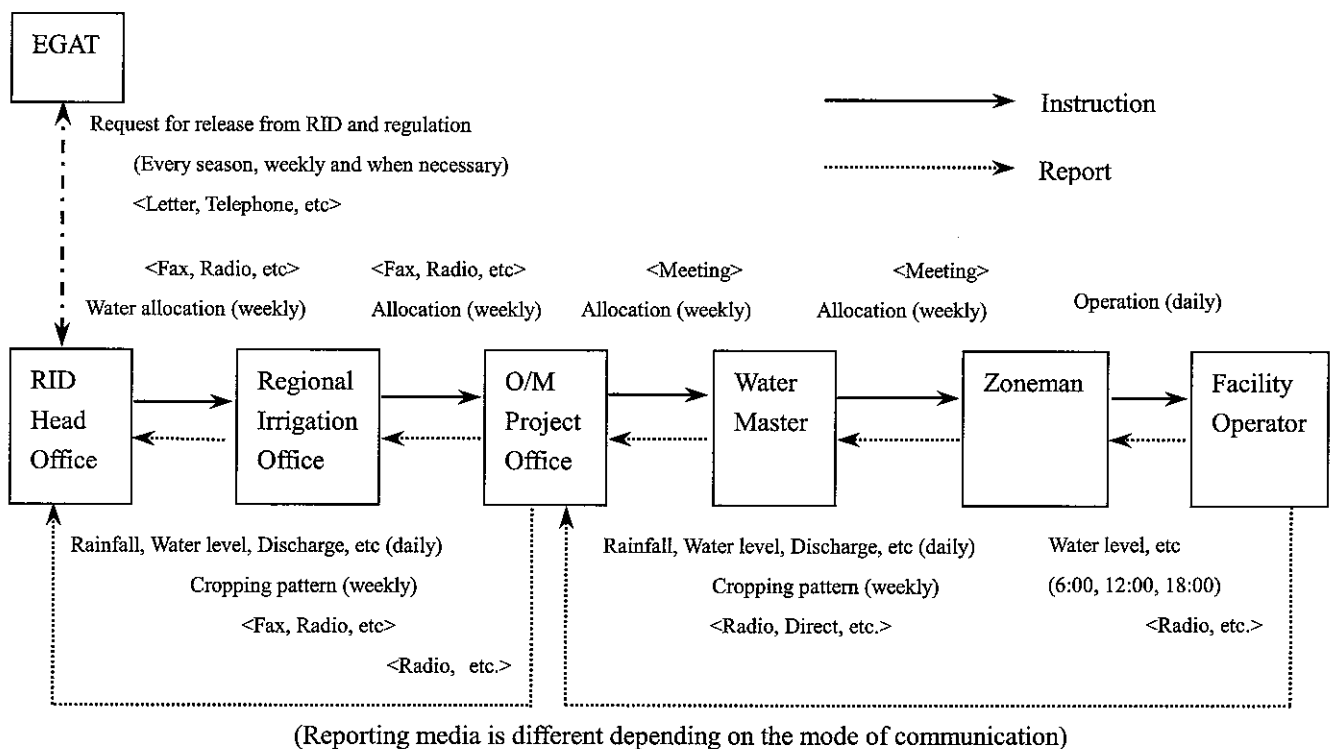 EGAT
Request for release from RID and regulation
(Every season, weekly and when necessary)
<Letter, Telephone, etc>
Instruction
Report
<Fax, Radio, etc>
Water allocation (weekly)
<Fax, Radio, etc>
Allocation (weekly)
<Meeting>
Allocation (weekly)
<Meeting>
Allocation (weekly)
Operation (daily)
RID
Head
Office
Regional
Irrigation
Office
O/M
Project
Office
Water
Master
Zoneman
Facility
Operator
Rainfall, Water level, Discharge, etc (daily)
Cropping pattern (weekly)
<Fax, Radio, etc>
<Radio, etc.>
Rainfall, Water level, Discharge, etc (daily)
Cropping pattern (weekly)
<Radio, Direct, etc.>
Water level, etc
(6:00, 12:00, 18:00)
<Radio, etc.>
(Reporting media is different depending on the mode of communication)